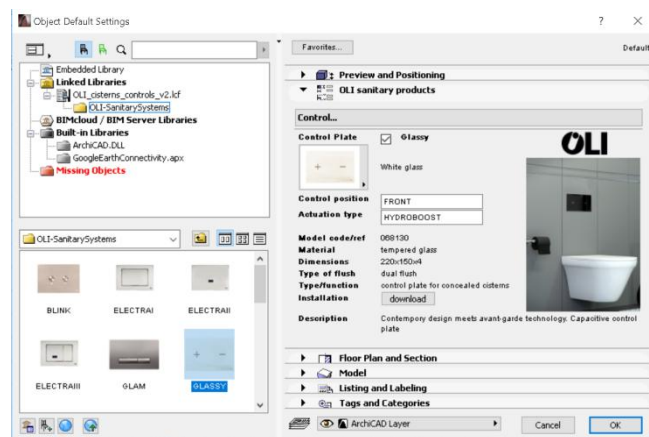 Object Default Settings
?
Embedded Library
Linked Libraries
OLI_cisterns_controls_v2.lcf
OLI-SanitarySystems
BIMcloud / BIM Server Libraries
Built-in Libraries
ArchiCAD.DLL
GoogleEarthConnectivity.apx
Missing Objects
OLI-SanitarySystems
BLINK
ELECTRAI
ELECTRAII
ELECTRAIII
GLAM
GLASSY
Favorites...
Default
Preview and Positioning
OLI sanitary products
Control...
Control Plate
Glassy
OLI
White glass
Control position
FRONT
Actuation type
HYDROBOOST
Model code/ref 068130
Material tempered glass
Dimensions 220x150x4
Type of flush dual flush
Type/function control plate for concealed cisterns
Installation download
Description Contempory design meets avant-garde technology. Capacitive control
plate
Floor Plan and Section
Model
Listing and Labeling
Tags and Categories
ArchiCAD Layer
Cancel
OK